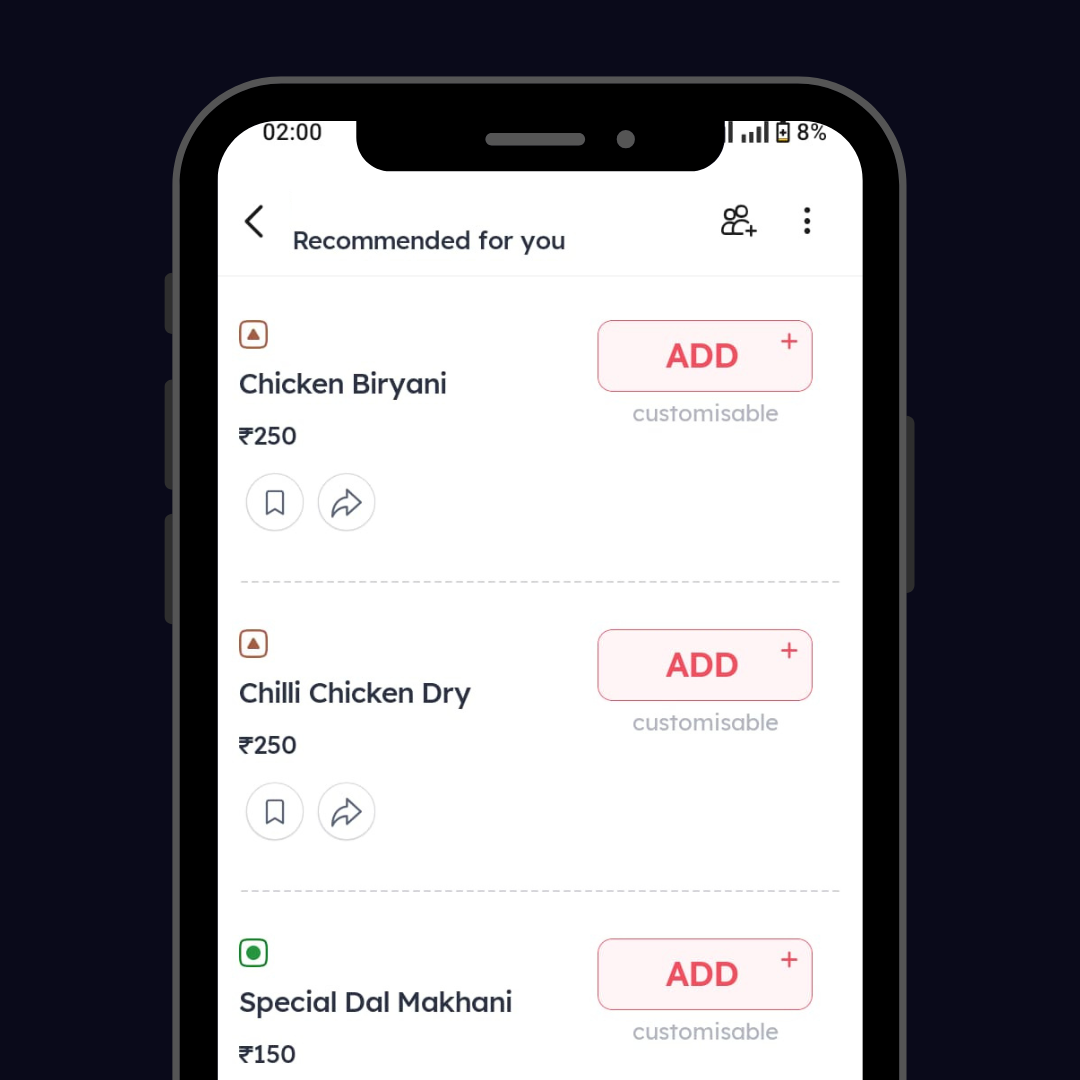 02:00 8%
Recommended for you
ADD +
Chicken Biryani
customisable
₹250
ADD +
Chilli Chicken Dry
customisable
₹250
ADD +
Special Dal Makhani
customisable
₹150